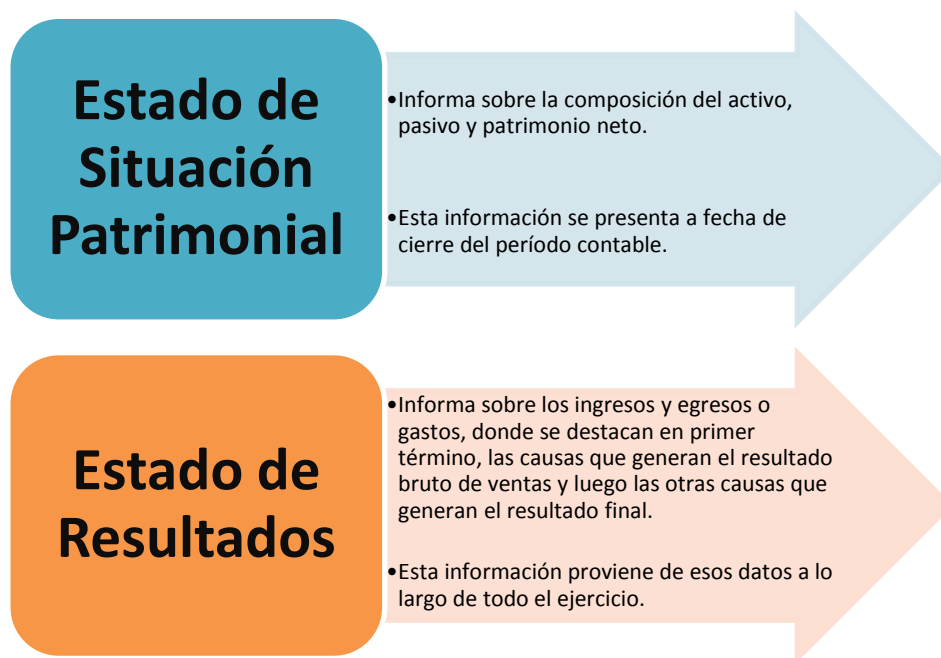 Estado de
Situación
Patrimonial
•Informa sobre la composición del activo,
pasivo y patrimonio neto.
•Esta información se presenta a fecha de
cierre del período contable.
Estado de
Resultados
•Informa sobre los ingresos y egresos o
gastos, donde se destacan en primer
término, las causas que generan el resultado
bruto de ventas y luego las otras causas que
generan el resultado final.
•Esta información proviene de esos datos a lo
largo de todo el ejercicio.